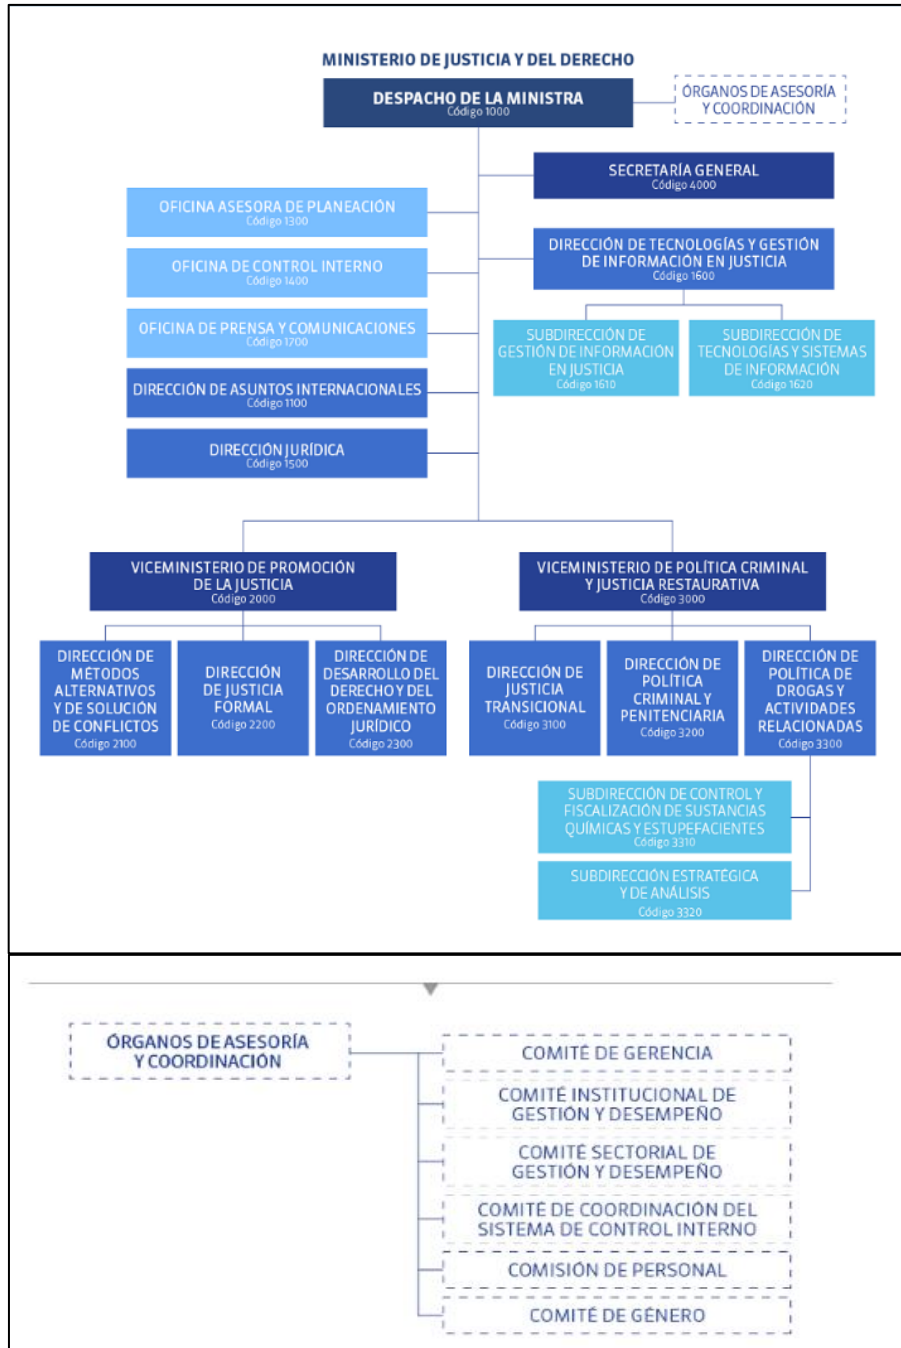 MINISTERIO DE JUSTICIA Y DEL DERECHO
DESPACHO DE LA MINISTRA
Código 1000
ÓRGANOS DE ASESORÍA
Y COORDINACIÓN
SECRETARÍA GENERAL
Código 4000
OFICINA ASESORA DE PLANEACIÓN
Código 1300
DIRECCIÓN DE TECNOLOGÍAS Y GESTIÓN
DE INFORMACIÓN EN JUSTICIA
Código 1600
OFICINA DE CONTROL INTERNO
Código 1400
OFICINA DE PRENSA Y COMUNICACIONES
Código 1700
SUBDIRECCIÓN DE
GESTIÓN DE INFORMACIÓN
EN JUSTICIA
Código 1610
SUBDIRECCIÓN DE
TECNOLOGÍAS Y SISTEMAS
DE INFORMACIÓN
Código 1620
DIRECCIÓN DE ASUNTOS INTERNACIONALES
Código 1100
DIRECCIÓN JURÍDICA
Código 1500
VICEMINISTERIO DE PROMOCIÓN
DE LA JUSTICIA
Código 2000
VICEMINISTERIO DE POLÍTICA CRIMINAL
Y JUSTICIA RESTAURATIVA
Código 3000
DIRECCIÓN DE
MÉTODOS
ALTERNATIVOS
Y DE SOLUCIÓN
DE CONFLICTOS
Código 2100
DIRECCIÓN
DE JUSTICIA
FORMAL
Código 2200
DIRECCIÓN DE
DESARROLLO DEL
DERECHO Y DEL
ORDENAMIENTO
JURÍDICO
Código 2300
DIRECCIÓN DE
JUSTICIA
TRANSICIONAL
Código 3100
DIRECCIÓN DE
POLÍTICA
CRIMINAL Y
PENITENCIARIA
Código 3200
DIRECCIÓN DE
POLÍTICA DE
DROGAS Y
ACTIVIDADES
RELACIONADAS
Código 3300
SUBDIRECCIÓN DE CONTROL Y
FISCALIZACIÓN DE SUSTANCIAS
QUÍMICAS Y ESTUPEFACIENTES
Código 3310
SUBDIRECCIÓN ESTRATÉGICA
Y DE ANÁLISIS
Código 3320
ÓRGANOS DE ASESORÍA
Y COORDINACIÓN
COMITÉ DE GERENCIA
COMITÉ INSTITUCIONAL DE
GESTIÓN Y DESEMPEÑO
COMITÉ SECTORIAL DE
GESTIÓN Y DESEMPEÑO
COMITÉ DE COORDINACIÓN DEL
SISTEMA DE CONTROL INTERNO
COMISIÓN DE PERSONAL
COMITÉ DE GÉNERO